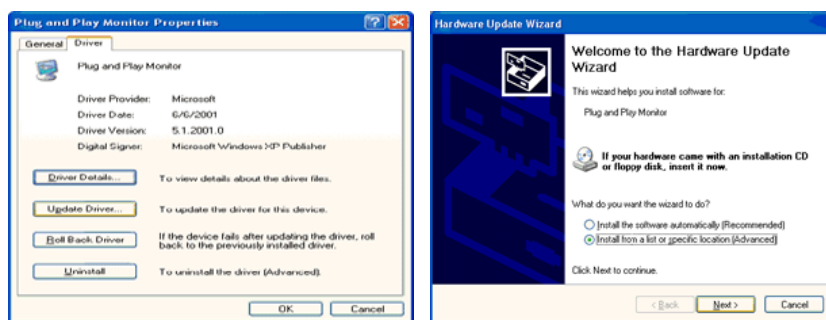 Plug and Play Monitor Properties
General Driver
Plug and Play Monitor
Driver Provider: Microsoft
Driver Date: 6/6/2001
Driver Version: 5.1.2001.0
Digital Signer: Microsoft Windows XP Publisher
Driver Details... To view details about the driver files.
Update Driver... To update the driver for this device.
Roll Back Driver If the device fails after updating the driver, roll
back to the previously installed driver.
Uninstall To uninstall the driver (Advanced).
OK Cancel
Hardware Update Wizard
Welcome to the Hardware Update
Wizard
This wizard helps you install software for:
Plug and Play Monitor
If your hardware came with an installation CD
or floppy disk, insert it now.
What do you want the wizard to do?
Install the software automatically (Recommended)
Install from a list or specific location (Advanced)
Click Next to continue.
< Back Next > Cancel